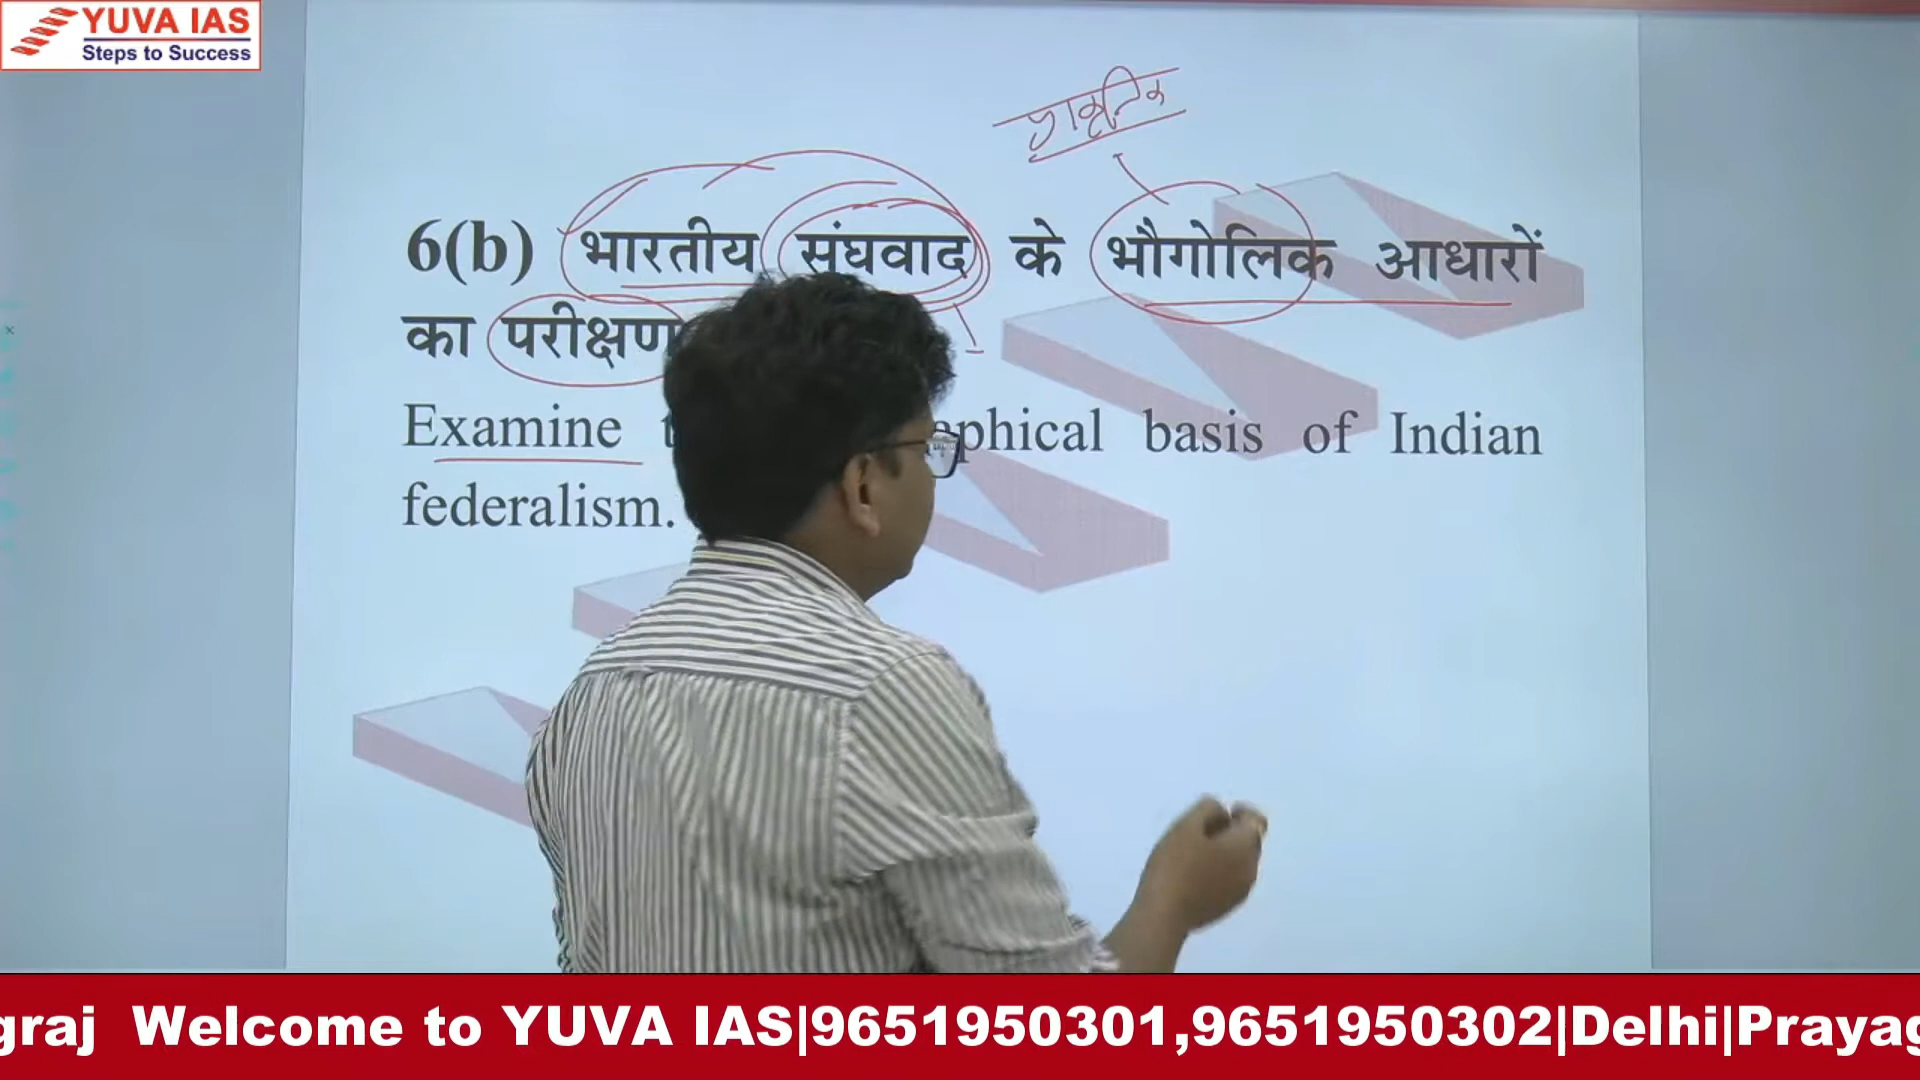 YUVA IAS
Steps to Success
प्राकृतिक
6(b) भारतीय संघवाद के भौगोलिक आधारों
का परीक्षण
Examine aphical basis of Indian
federalism.
graj Welcome to YUVA IAS|9651950301,9651950302|Delhi|Prayag